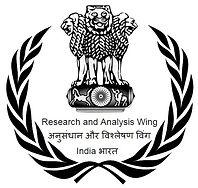 Research and Analysis Wing
अनुसंधान और विश्लेषण विंग
India भारत